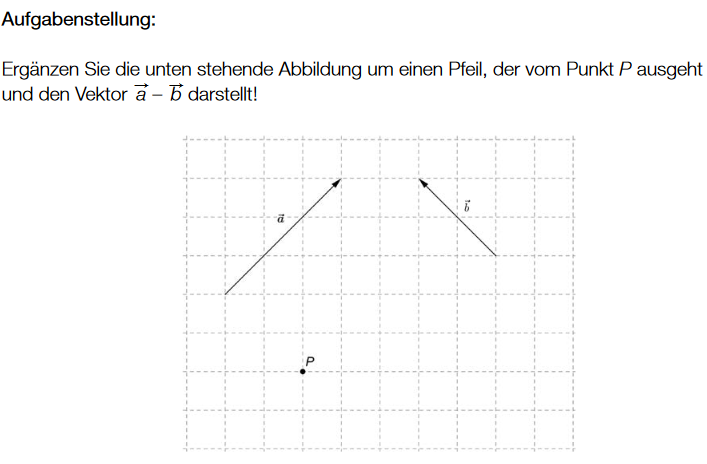 Aufgabenstellung:
Ergänzen Sie die unten stehende Abbildung um einen Pfeil, der vom Punkt P ausgeht
und den Vektor a⃗ – b⃗ darstellt!
a⃗
b⃗
P